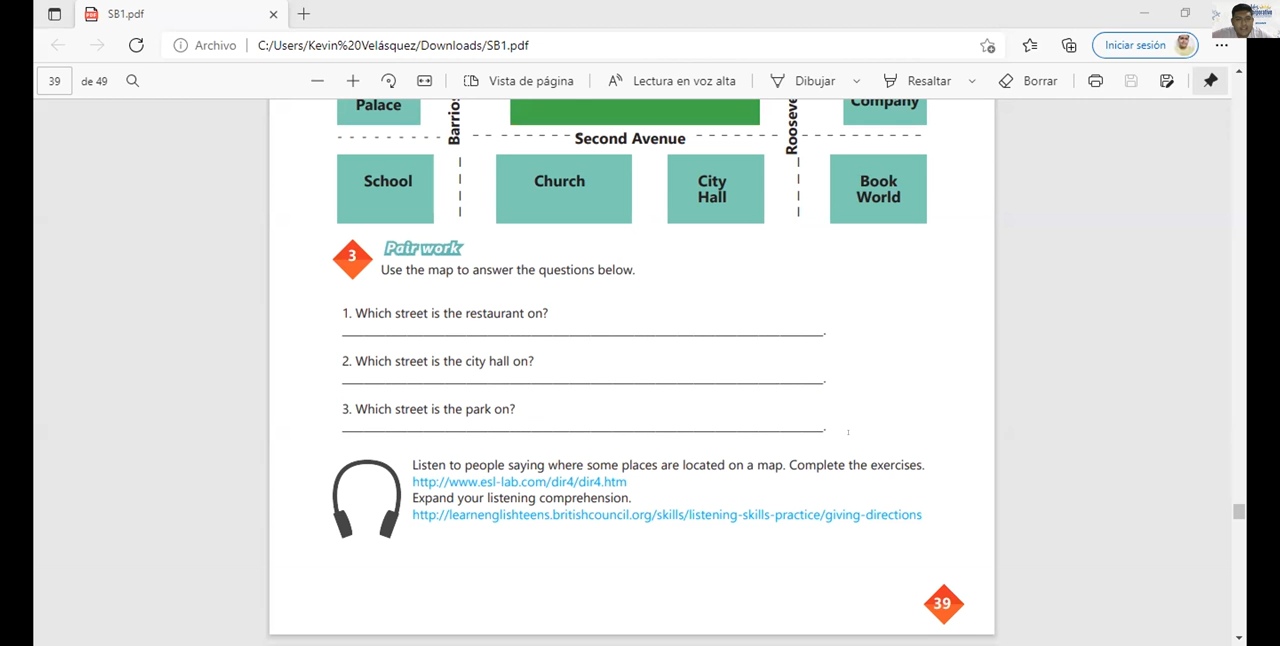 SB1.pdf
Archivo
C:/Users/Kevin%20Velásquez/Downloads/SB1.pdf
Iniciar sesión
39
de 49
Vista de página
Lectura en voz alta
Dibujar
Resaltar
Borrar
Palace
Company
Second Avenue
School
Church
City
Hall
Book
World
3
Pair work
Use the map to answer the questions below.
1. Which street is the restaurant on?
2. Which street is the city hall on?
3. Which street is the park on?
Listen to people saying where some places are located on a map. Complete the exercises.
http://www.esl-lab.com/dir4/dir4.htm
Expand your listening comprehension.
http://learnenglishteens.britishcouncil.org/skills/listening-skills-practice/giving-directions
39